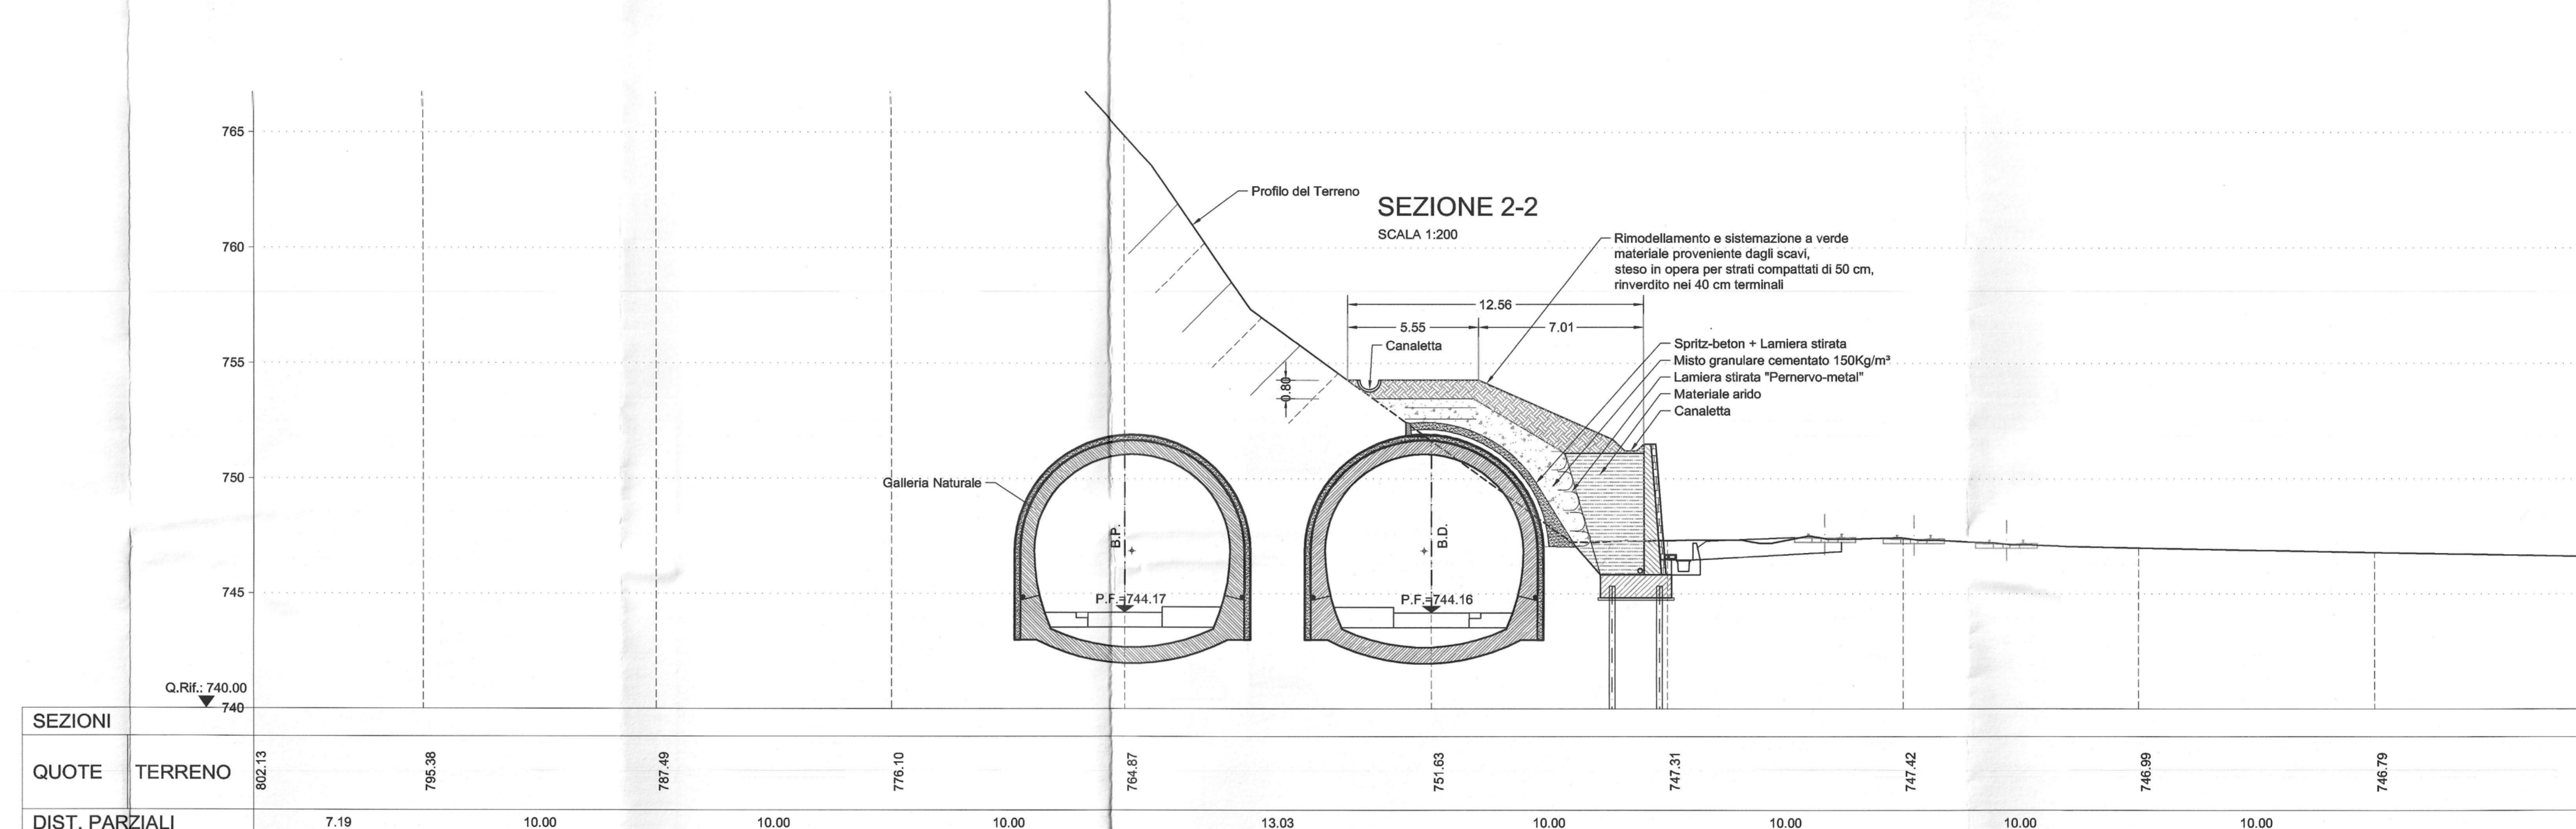 765
Profilo del Terreno
SEZIONE 2-2
SCALA 1:200
760
Rimodellamento e sistemazione a verde
materiale proveniente dagli scavi,
steso in opera per strati compattati di 50 cm,
rinverdito nei 40 cm terminali
12.56
5.55
7.01
755
Canaletta
0.80
Spritz-beton + Lamiera stirata
Misto granulare cementato 150Kg/m³
Lamiera stirata "Pernervo-metal"
Materiale arido
Canaletta
750
Galleria Naturale
B.P.
B.D.
745
P.F.=744.17
P.F.=744.16
Q.Rif.: 740.00
740
SEZIONI
QUOTE TERRENO 802.13 795.38 787.49 776.10 764.87 751.63 747.31 747.42 746.99 746.79
DIST. PARZIALI 7.19 10.00 10.00 10.00 13.03 10.00 10.00 10.00 10.00